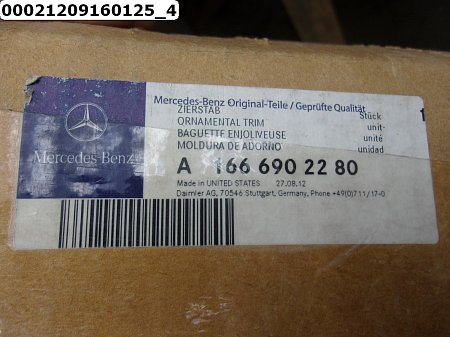 00021209160125_4
Mercedes-Benz Original-Teile / Geprüfte Qualität
ZIERSTAB Stück 1
ORNAMENTAL TRIM unit-
BAGUETTE ENJOLIVEUSE unité
MOLDURA DE ADORNO unidad
Mercedes-Benz
A 166 690 22 80
Made in UNITED STATES 27.08.12
Daimler AG, 70546 Stuttgart, Germany, Phone +49(0)711/17-0